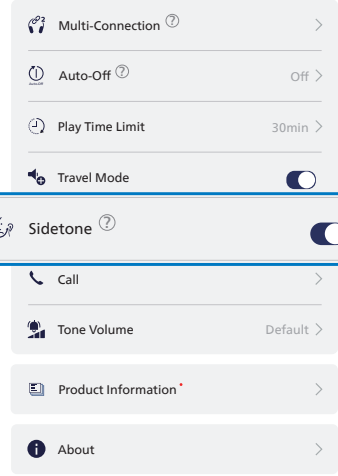 Multi-Connection ?
Auto-Off ? Off
Play Time Limit 30min
Travel Mode
Sidetone ?
Call
Tone Volume Default
Product Information *
About